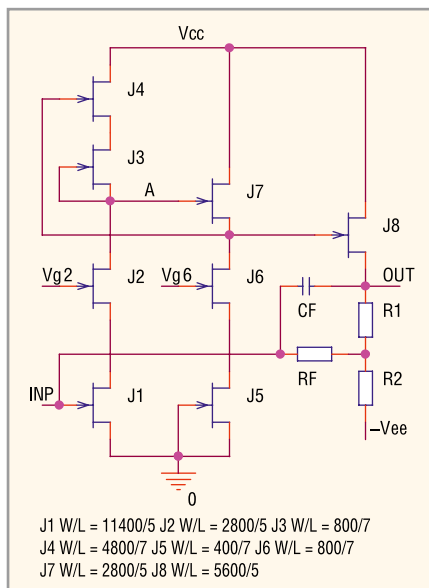 Vcc
J4
J3
A
J7
J8
Vg2
J2
Vg6
J6
OUT
CF
R1
RF
R2
INP
J1
J5
–Vee
0
J1 W/L = 11400/5 J2 W/L = 2800/5 J3 W/L = 800/7
J4 W/L = 4800/7 J5 W/L = 400/7 J6 W/L = 800/7
J7 W/L = 2800/5 J8 W/L = 5600/5